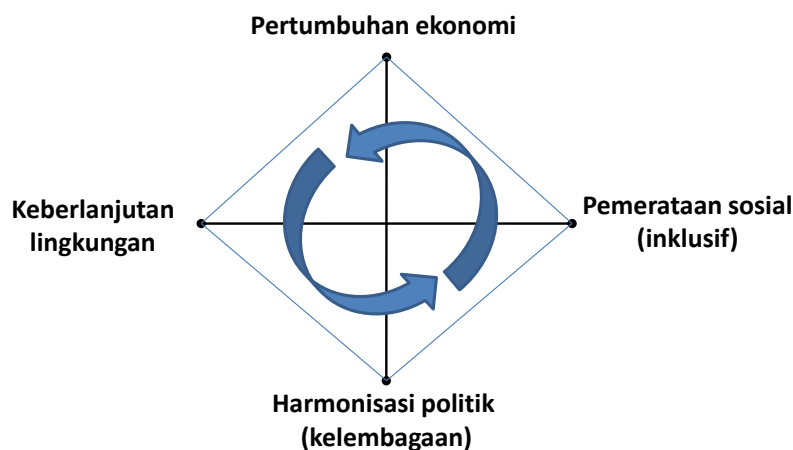 Pertumbuhan ekonomi
Keberlanjutan
lingkungan
Pemerataan sosial
(inklusif)
Harmonisasi politik
(kelembagaan)